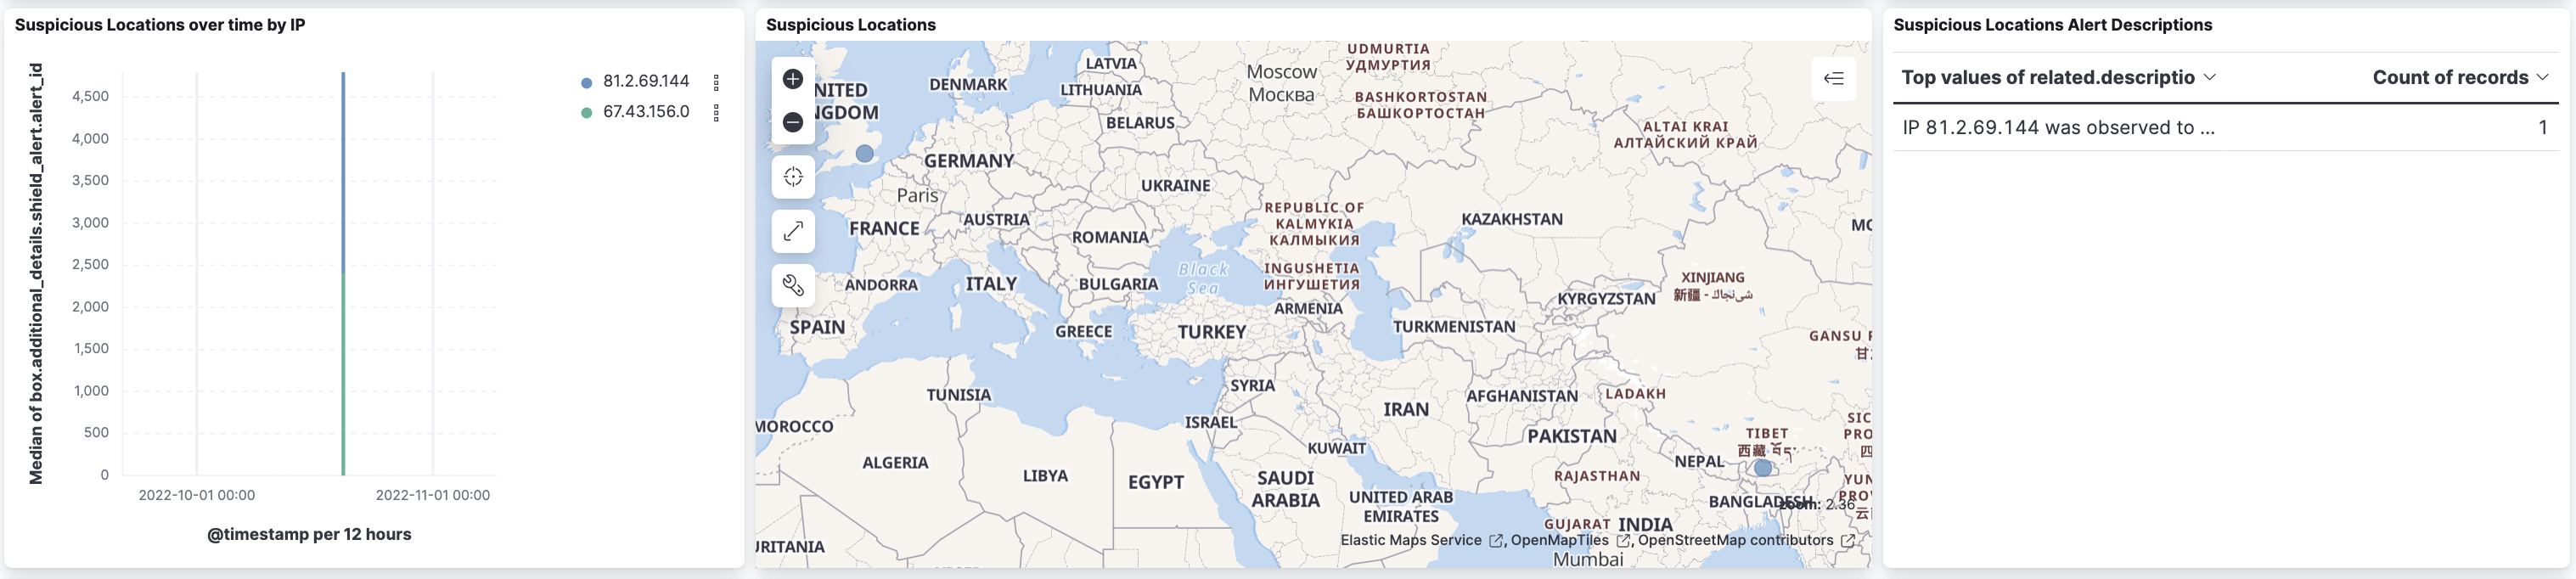 Suspicious Locations over time by IP
Median of box.additional_details.shield_alert.alert_id
4,500
4,000
3,500
3,000
2,500
2,000
1,500
1,000
500
0
2022-10-01 00:00
2022-11-01 00:00
@timestamp per 12 hours
81.2.69.144
67.43.156.0
Suspicious Locations
UDMURTIA
УДМУРТИЯ
LATVIA
Moscow
Москва
DENMARK
LITHUANIA
NITED
NGDOM
BASHKORTOSTAN
БАШКОРТОСТАН
BELARUS
ALTAI KRAI
АЛТАЙСКИЙ КРАЙ
GERMANY
Paris
UKRAINE
REPUBLIC OF
KALMYKIA
КАЛМЫКИЯ
KAZAKHSTAN
FRANCE
AUSTRIA
ROMANIA
MO
Black
Sea
INGUSHETIA
ИНГУШЕТИЯ
XINJIANG
新疆 - شىنجاڭ
ANDORRA
ITALY
BULGARIA
ARMENIA
KYRGYZSTAN
SPAIN
GREECE
TURKEY
TURKMENISTAN
GANSU
TUNISIA
SYRIA
IRAN
AFGHANISTAN
LADAKH
MOROCCO
ISRAEL
KUWAIT
PAKISTAN
TIBET
西藏
SIC
PRO
ALGERIA
LIBYA
EGYPT
SAUDI
ARABIA
RAJASTHAN
NEPAL
UNITED ARAB
EMIRATES
BANGLADESH
YUN
PROV
zoom: 2.36
GUJARAT
INDIA
URITANIA
Elastic Maps Service , OpenMapTiles , OpenStreetMap contributors
Mumbai
Suspicious Locations Alert Descriptions
Top values of related.descriptio
Count of records
IP 81.2.69.144 was observed to ...
1